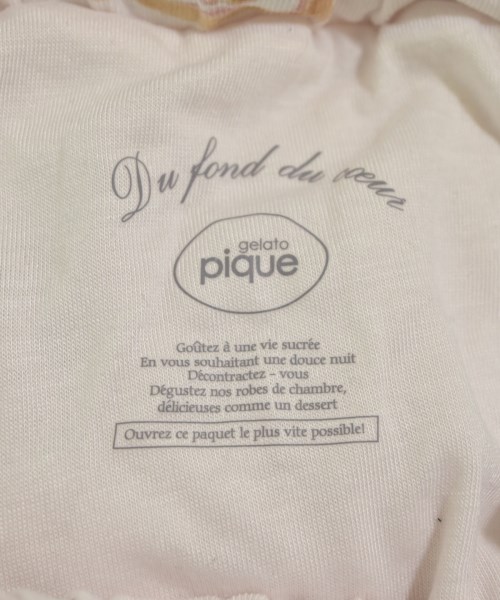 Du fond du cœur
gelato
pique
Goûtez à une vie sucrée
En vous souhaitant une douce nuit
Décontractez - vous
Dégustez nos robes de chambre,
délicieuses comme un dessert
Ouvrez ce paquet le plus vite possible!